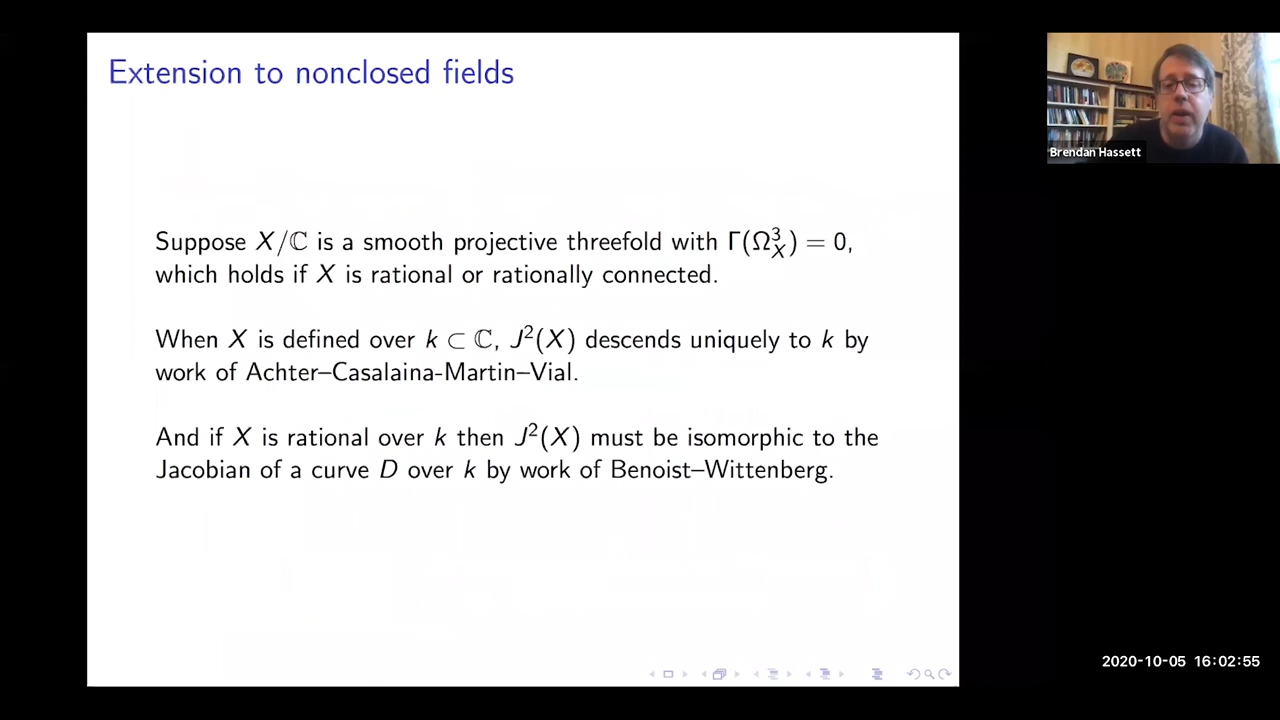 Extension to nonclosed fields
Suppose X/ℂ is a smooth projective threefold with Γ(Ω³_X) = 0,
which holds if X is rational or rationally connected.
When X is defined over k ⊂ ℂ, J²(X) descends uniquely to k by
work of Achter–Casalaina-Martin–Vial.
And if X is rational over k then J²(X) must be isomorphic to the
Jacobian of a curve D over k by work of Benoist–Wittenberg.
Brendan Hassett
2020-10-05 16:02:55